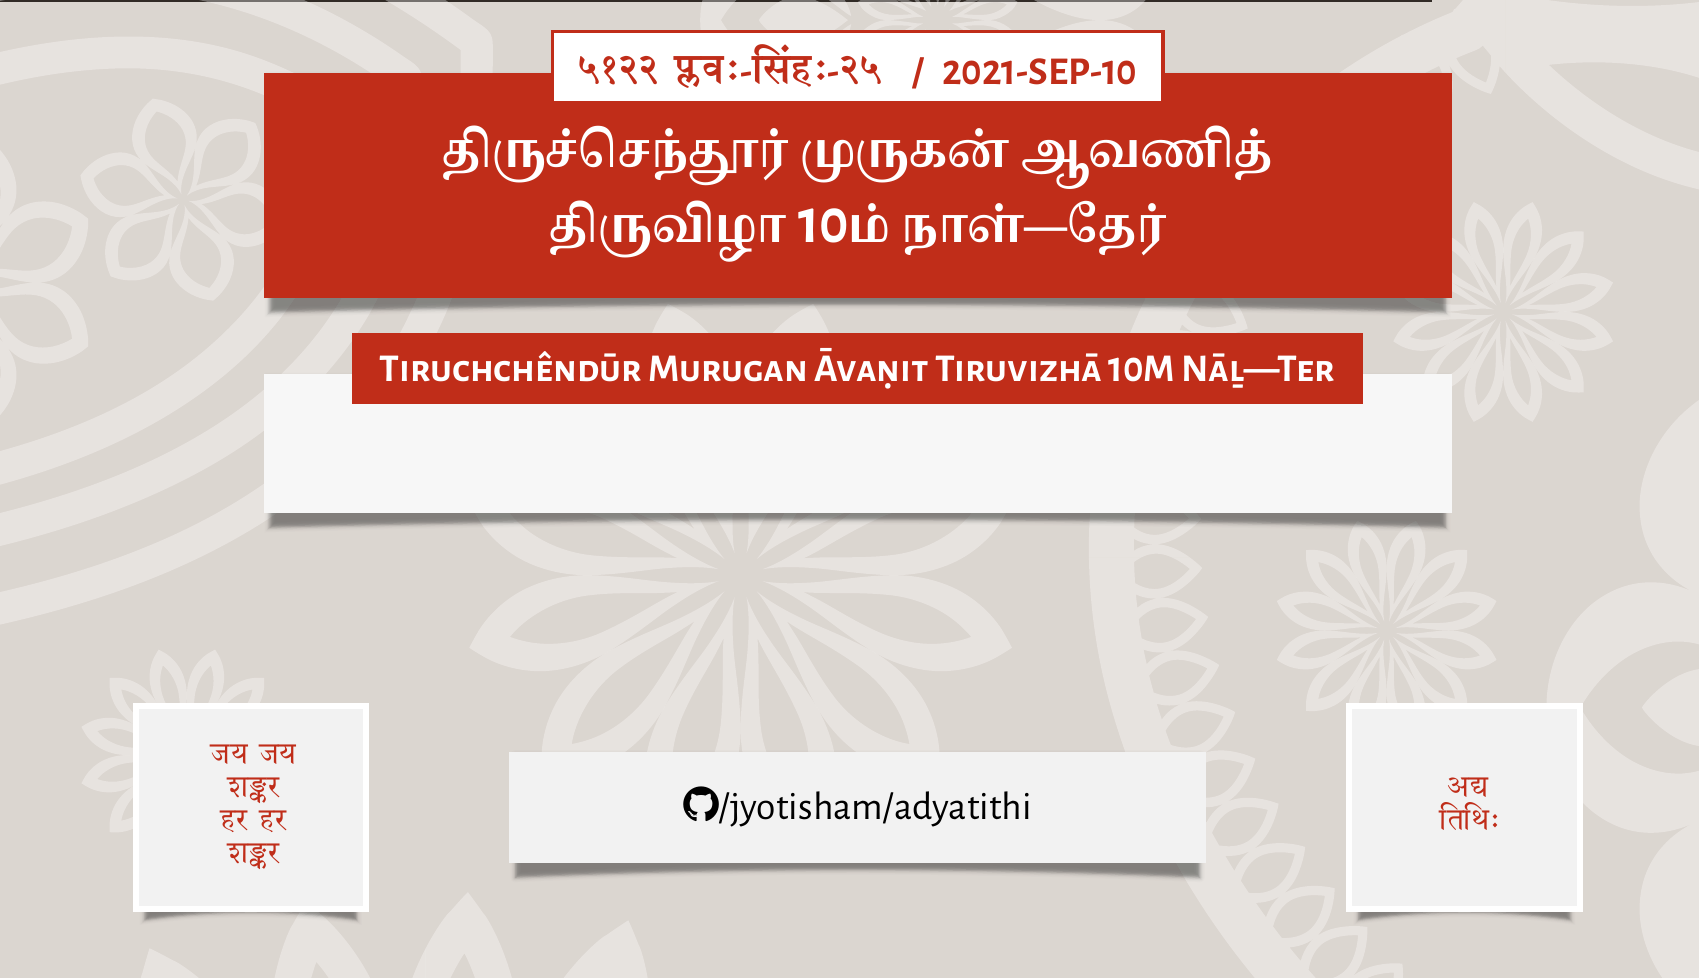 ५१२२ प्लवः-सिंहः-२५ / 2021-SEP-10
திருச்செந்தூர் முருகன் ஆவணித்
திருவிழா 10ம் நாள்—தேர்
Tiruchchêndūr Murugan Āvaṇit Tiruvizhā 10m Nāḻ—Ter
जय जय
शङ्कर
हर हर
शङ्कर
/jyotisham/adyatithi
अद्य
तिथिः